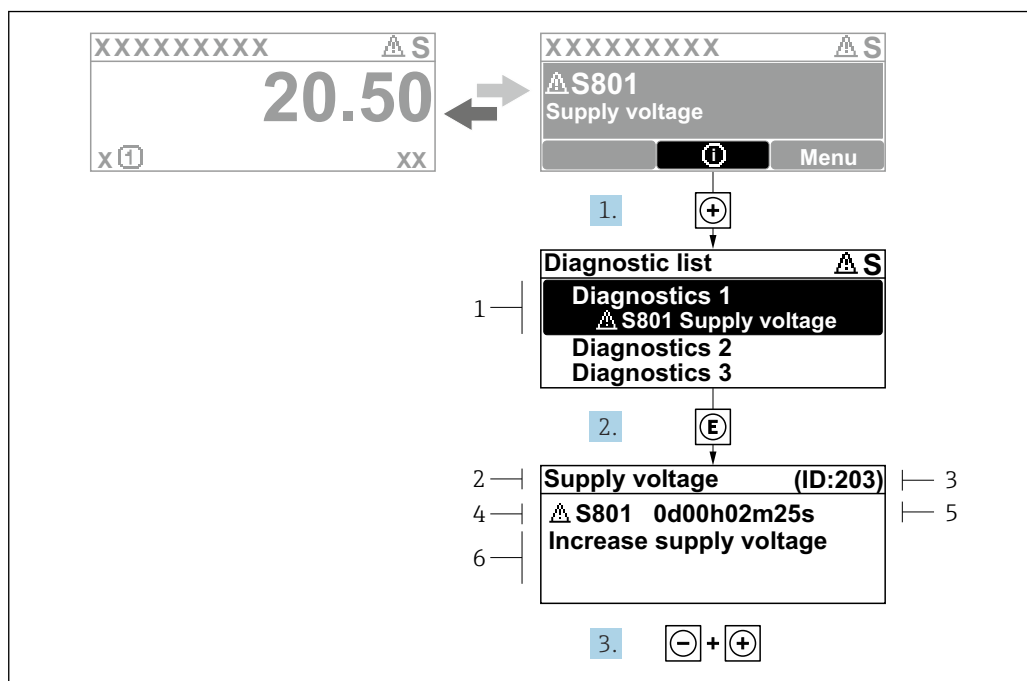 XXXXXXXXX ⚠ S
20.50
X ① XX
XXXXXXXXX ⚠ S
⚠ S801
Supply voltage
ⓘ Menu
1. ⊕
Diagnostic list ⚠ S
1
Diagnostics 1
⚠ S801 Supply voltage
Diagnostics 2
Diagnostics 3
2. Ⓔ
2 Supply voltage (ID:203) 3
4 ⚠ S801 0d00h02m25s 5
6 Increase supply voltage
3. ⊖ + ⊕